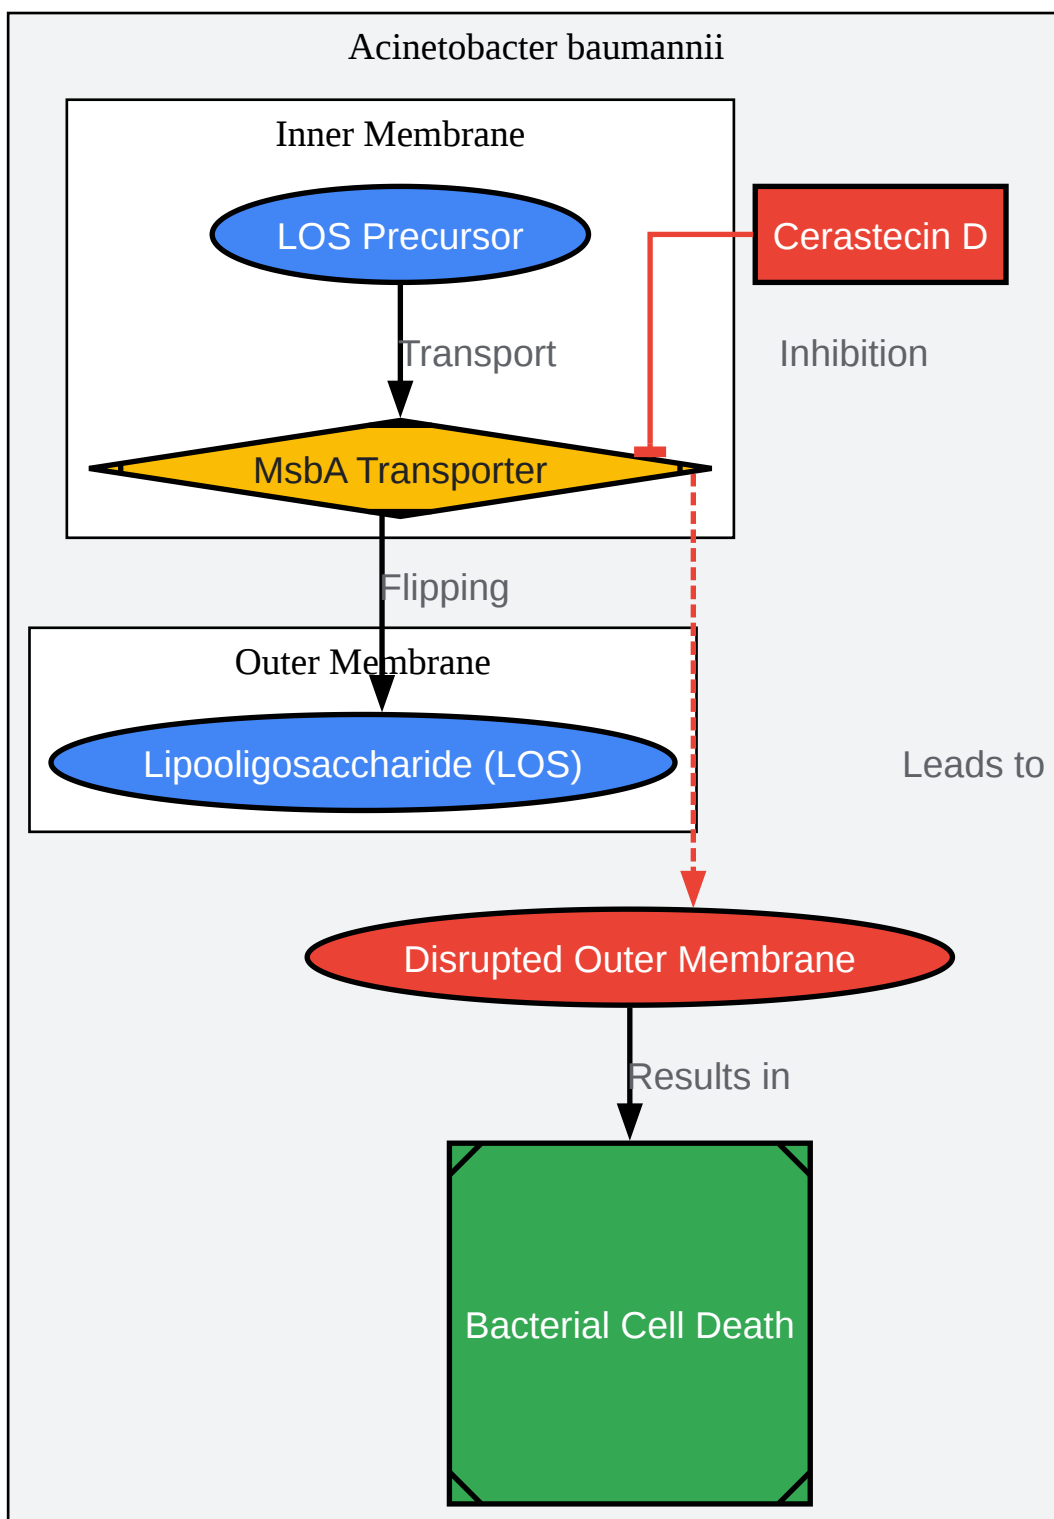 Acinetobacter baumannii
Inner Membrane
LOS Precursor
Cerastecin D
Transport
Inhibition
MsbA Transporter
Flipping
Outer Membrane
Lipooligosaccharide (LOS)
Leads to
Disrupted Outer Membrane
Results in
Bacterial Cell Death